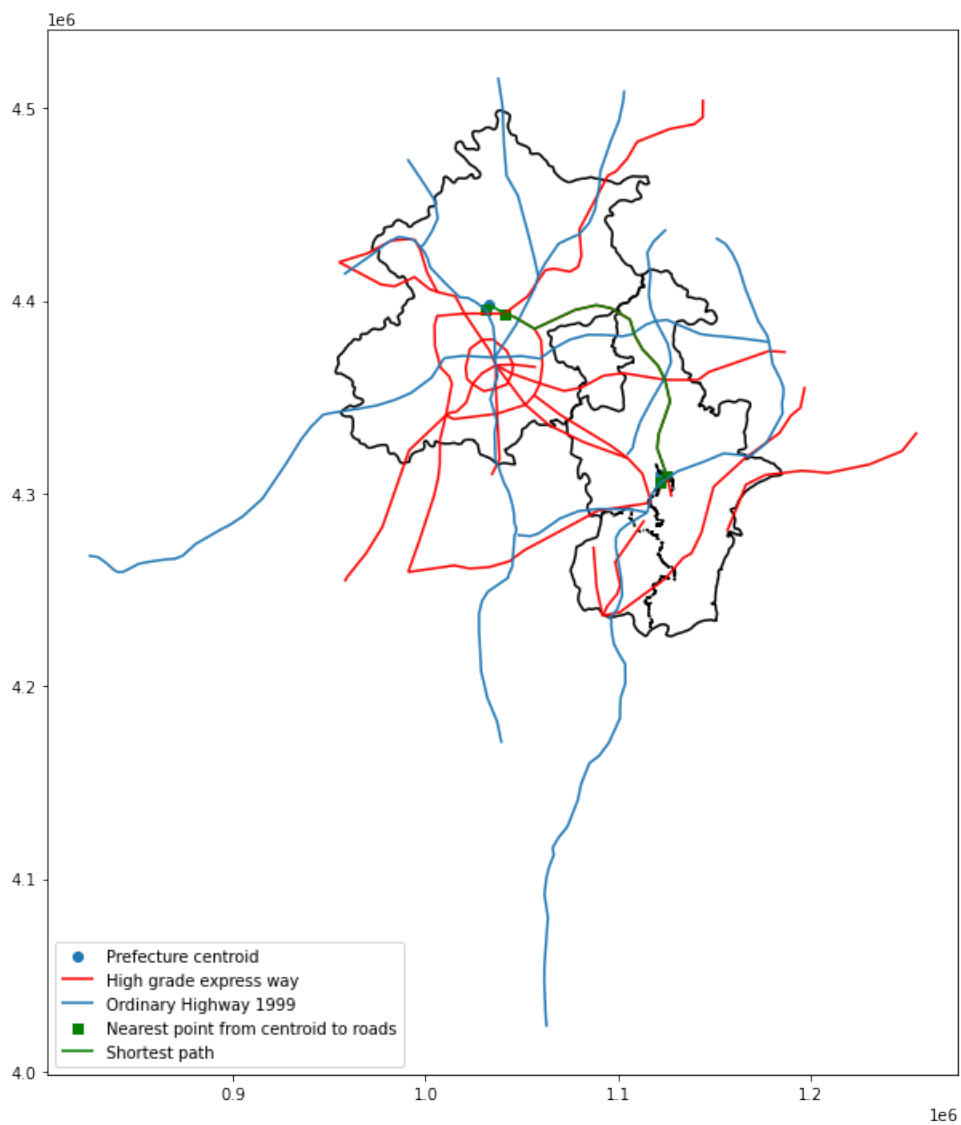 1e6
4.5
4.4
4.3
4.2
4.1
4.0
Prefecture centroid
High grade express way
Ordinary Highway 1999
Nearest point from centroid to roads
Shortest path
0.9
1.0
1.1
1.2
1e6